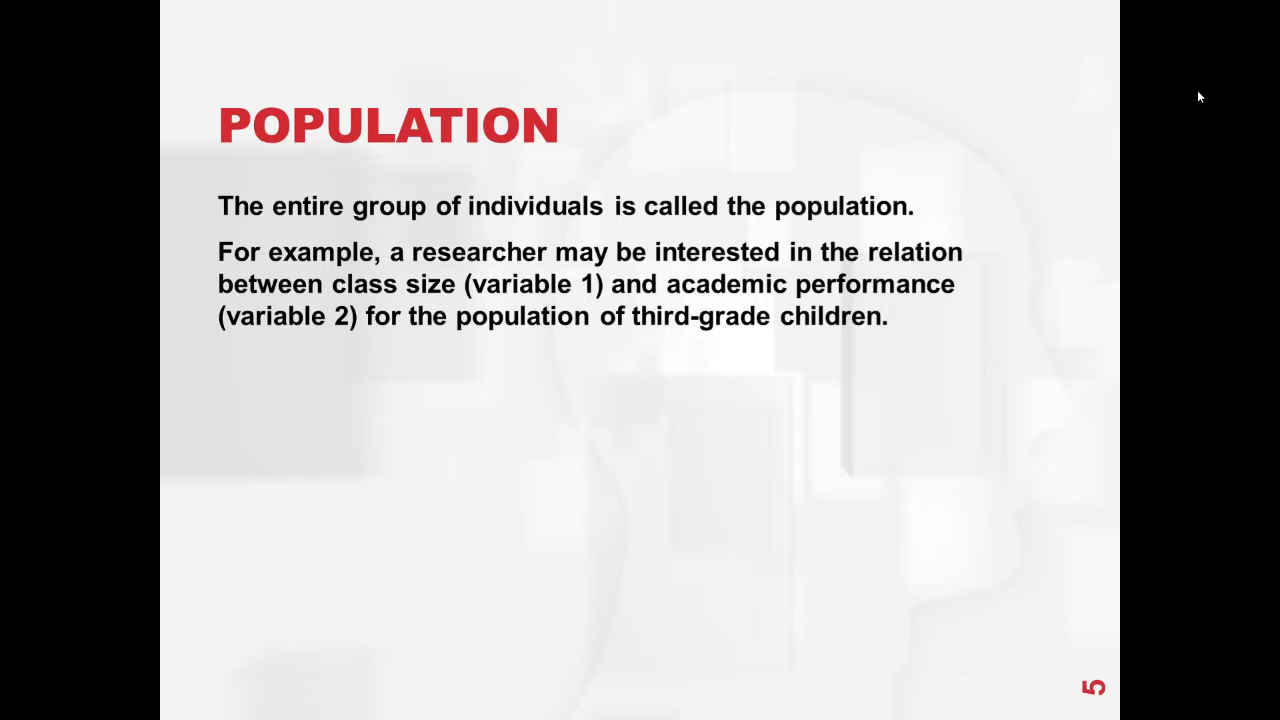 POPULATION
The entire group of individuals is called the population.
For example, a researcher may be interested in the relation
between class size (variable 1) and academic performance
(variable 2) for the population of third-grade children.
5